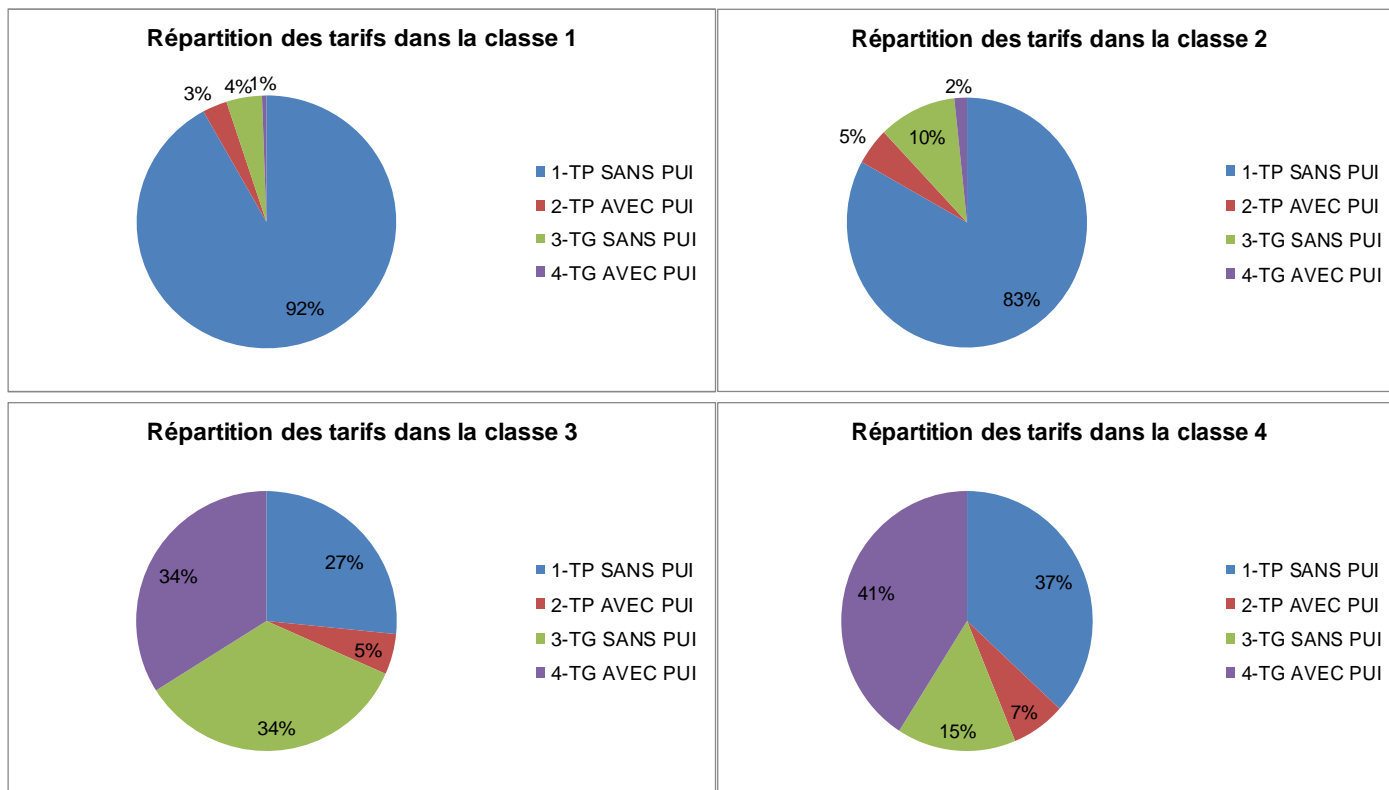 Répartition des tarifs dans la classe 1
3%
4%
1%
92%
1-TP SANS PUI
2-TP AVEC PUI
3-TG SANS PUI
4-TG AVEC PUI
Répartition des tarifs dans la classe 2
2%
5%
10%
83%
1-TP SANS PUI
2-TP AVEC PUI
3-TG SANS PUI
4-TG AVEC PUI
Répartition des tarifs dans la classe 3
34%
27%
5%
34%
1-TP SANS PUI
2-TP AVEC PUI
3-TG SANS PUI
4-TG AVEC PUI
Répartition des tarifs dans la classe 4
41%
37%
7%
15%
1-TP SANS PUI
2-TP AVEC PUI
3-TG SANS PUI
4-TG AVEC PUI